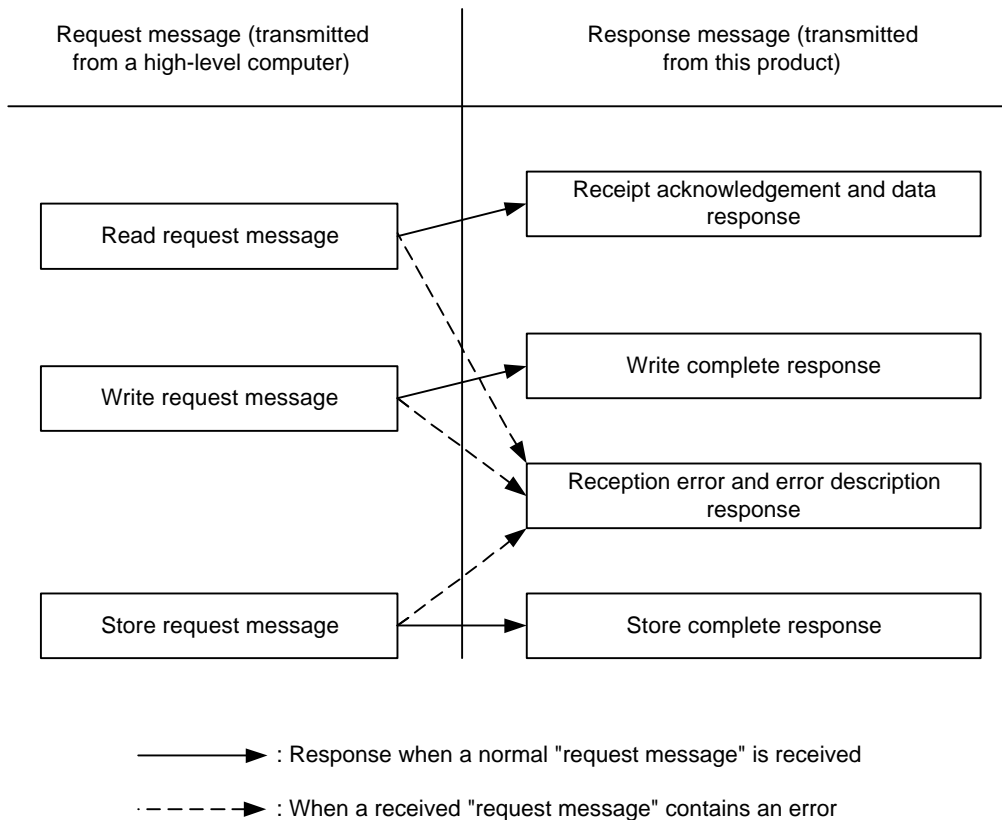 Request message (transmitted
from a high-level computer)
Response message (transmitted
from this product)
Receipt acknowledgement and data
response
Read request message
Write complete response
Write request message
Reception error and error description
response
Store request message
Store complete response
: Response when a normal "request message" is received
: When a received "request message" contains an error